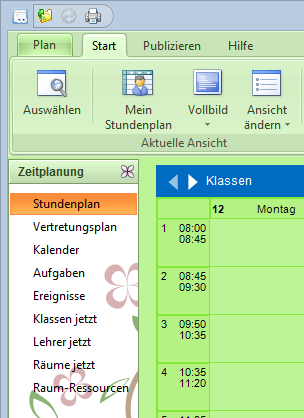 Plan Start Publizieren Hilfe
Auswählen
Mein Stundenplan
Vollbild
Ansicht ändern
Aktuelle Ansicht
Zeitplanung
Stundenplan
Vertretungsplan
Kalender
Aufgaben
Ereignisse
Klassen jetzt
Lehrer jetzt
Räume jetzt
Raum-Ressourcen
Klassen
12 Montag
1 08:00
08:45
2 08:45
09:30
3 09:50
10:35
4 10:35
11:20